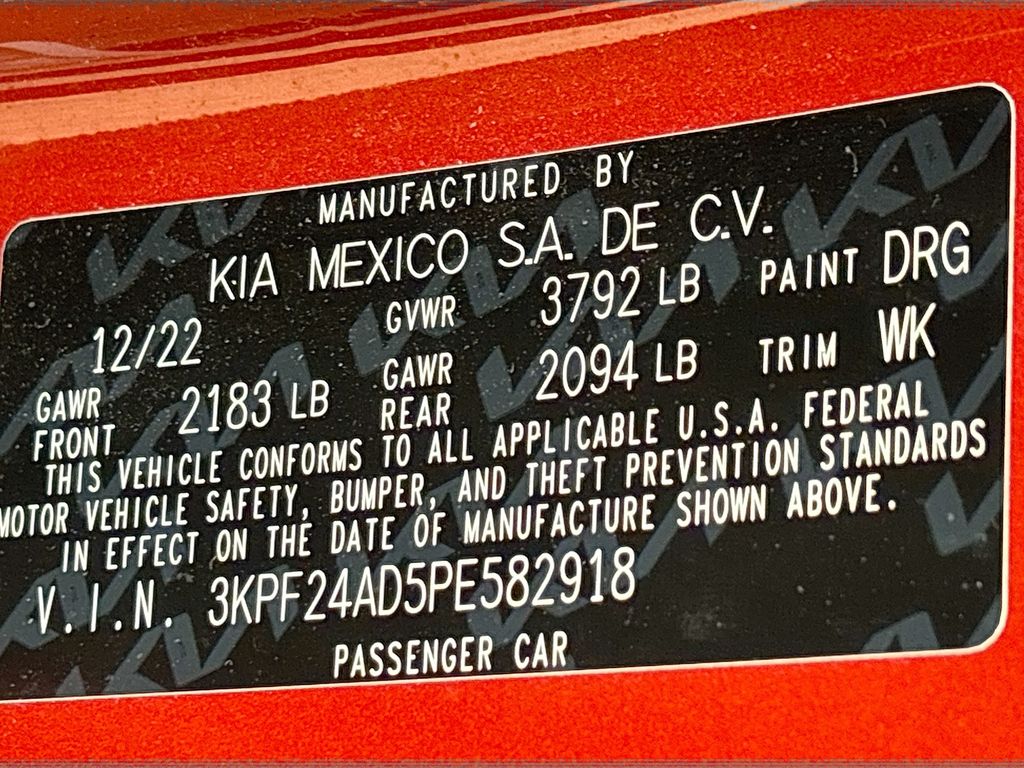 MANUFACTURED BY
KIA MEXICO S.A. DE C.V.
12/22 GVWR 3792 LB PAINT DRG
GAWR FRONT 2183 LB GAWR REAR 2094 LB TRIM WK
THIS VEHICLE CONFORMS TO ALL APPLICABLE U.S.A. FEDERAL
MOTOR VEHICLE SAFETY, BUMPER, AND THEFT PREVENTION STANDARDS
IN EFFECT ON THE DATE OF MANUFACTURE SHOWN ABOVE.
V.I.N. 3KPF24AD5PE582918
PASSENGER CAR